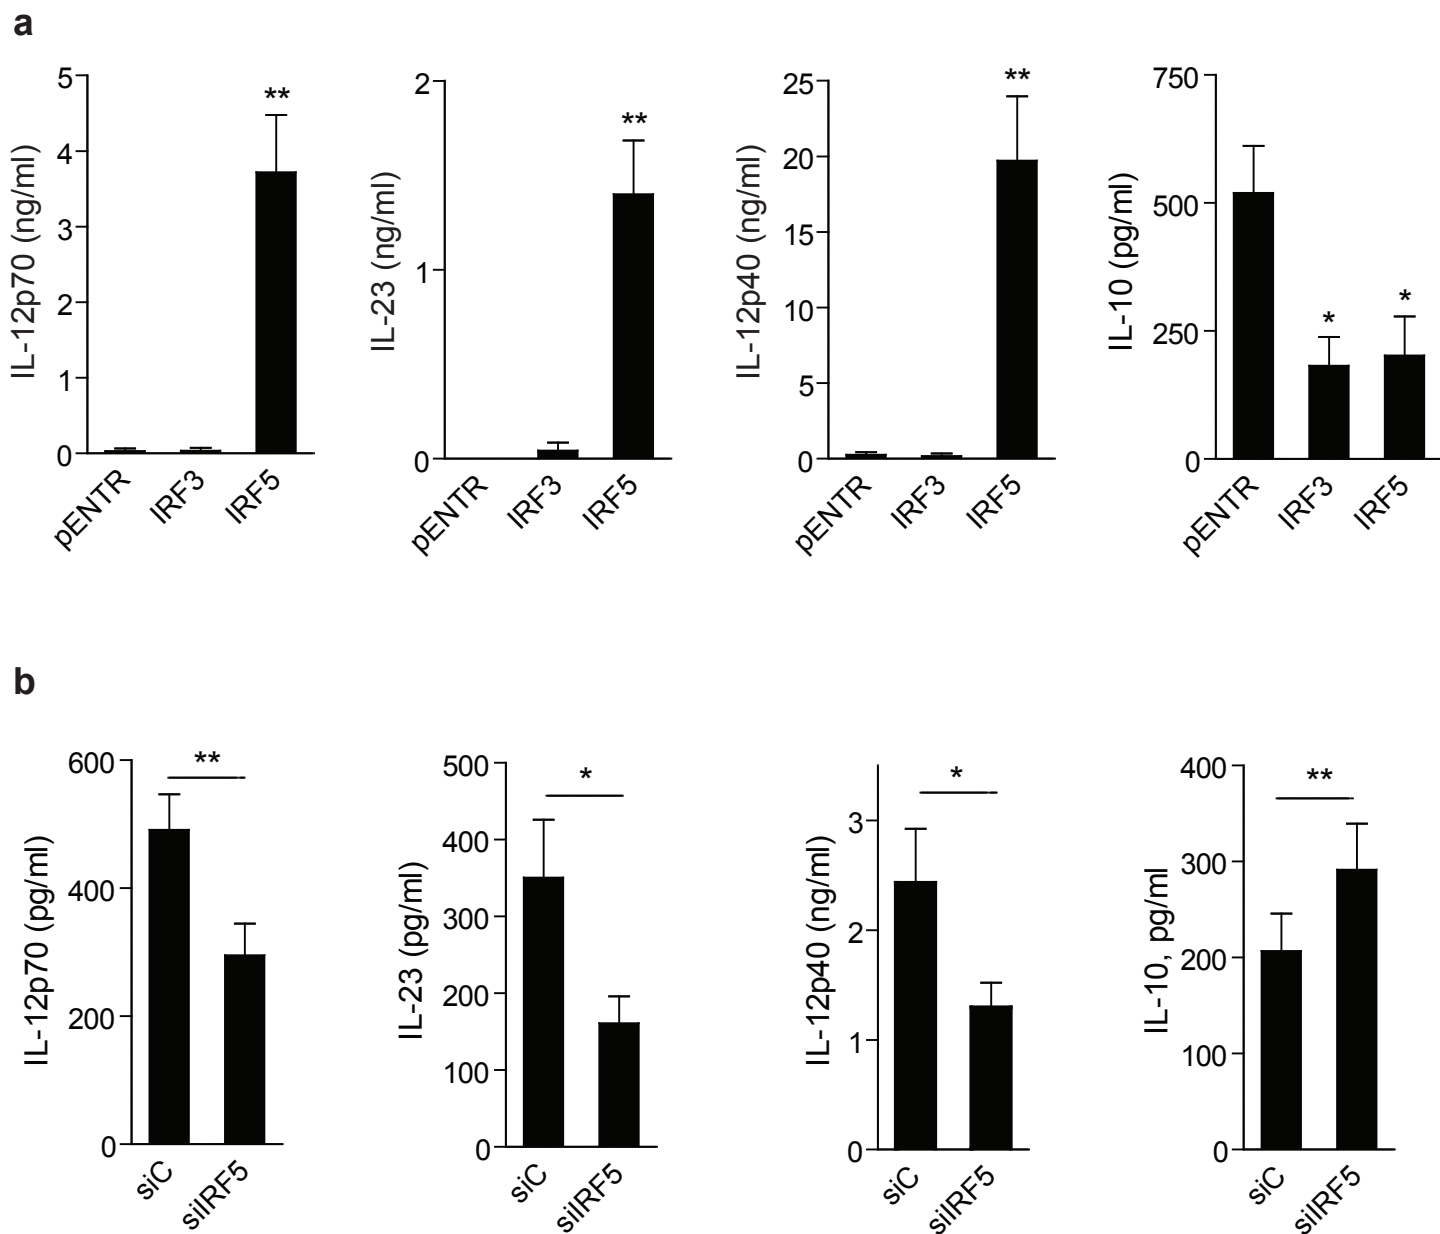 a
IL-12p70 (ng/ml)
5
4
3
2
1
0
**
pENTR
IRF3
IRF5
IL-23 (ng/ml)
2
1
0
**
pENTR
IRF3
IRF5
IL-12p40 (ng/ml)
25
20
15
10
5
0
**
pENTR
IRF3
IRF5
IL-10 (pg/ml)
750
500
250
0
*
*
pENTR
IRF3
IRF5
b
IL-12p70 (pg/ml)
600
400
200
0
**
siC
siIRF5
IL-23 (pg/ml)
500
400
300
200
100
0
*
siC
siIRF5
IL-12p40 (ng/ml)
3
2
1
0
*
siC
siIRF5
IL-10, pg/ml
400
300
200
100
0
**
siC
siIRF5